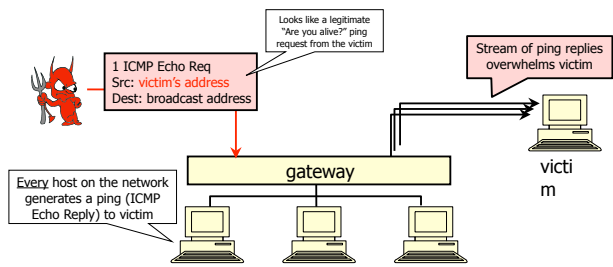 Looks like a legitimate
“Are you alive?” ping
request from the victim
1 ICMP Echo Req
Src: victim’s address
Dest: broadcast address
Stream of ping replies
overwhelms victim
gateway
victi
m
Every host on the network
generates a ping (ICMP
Echo Reply) to victim